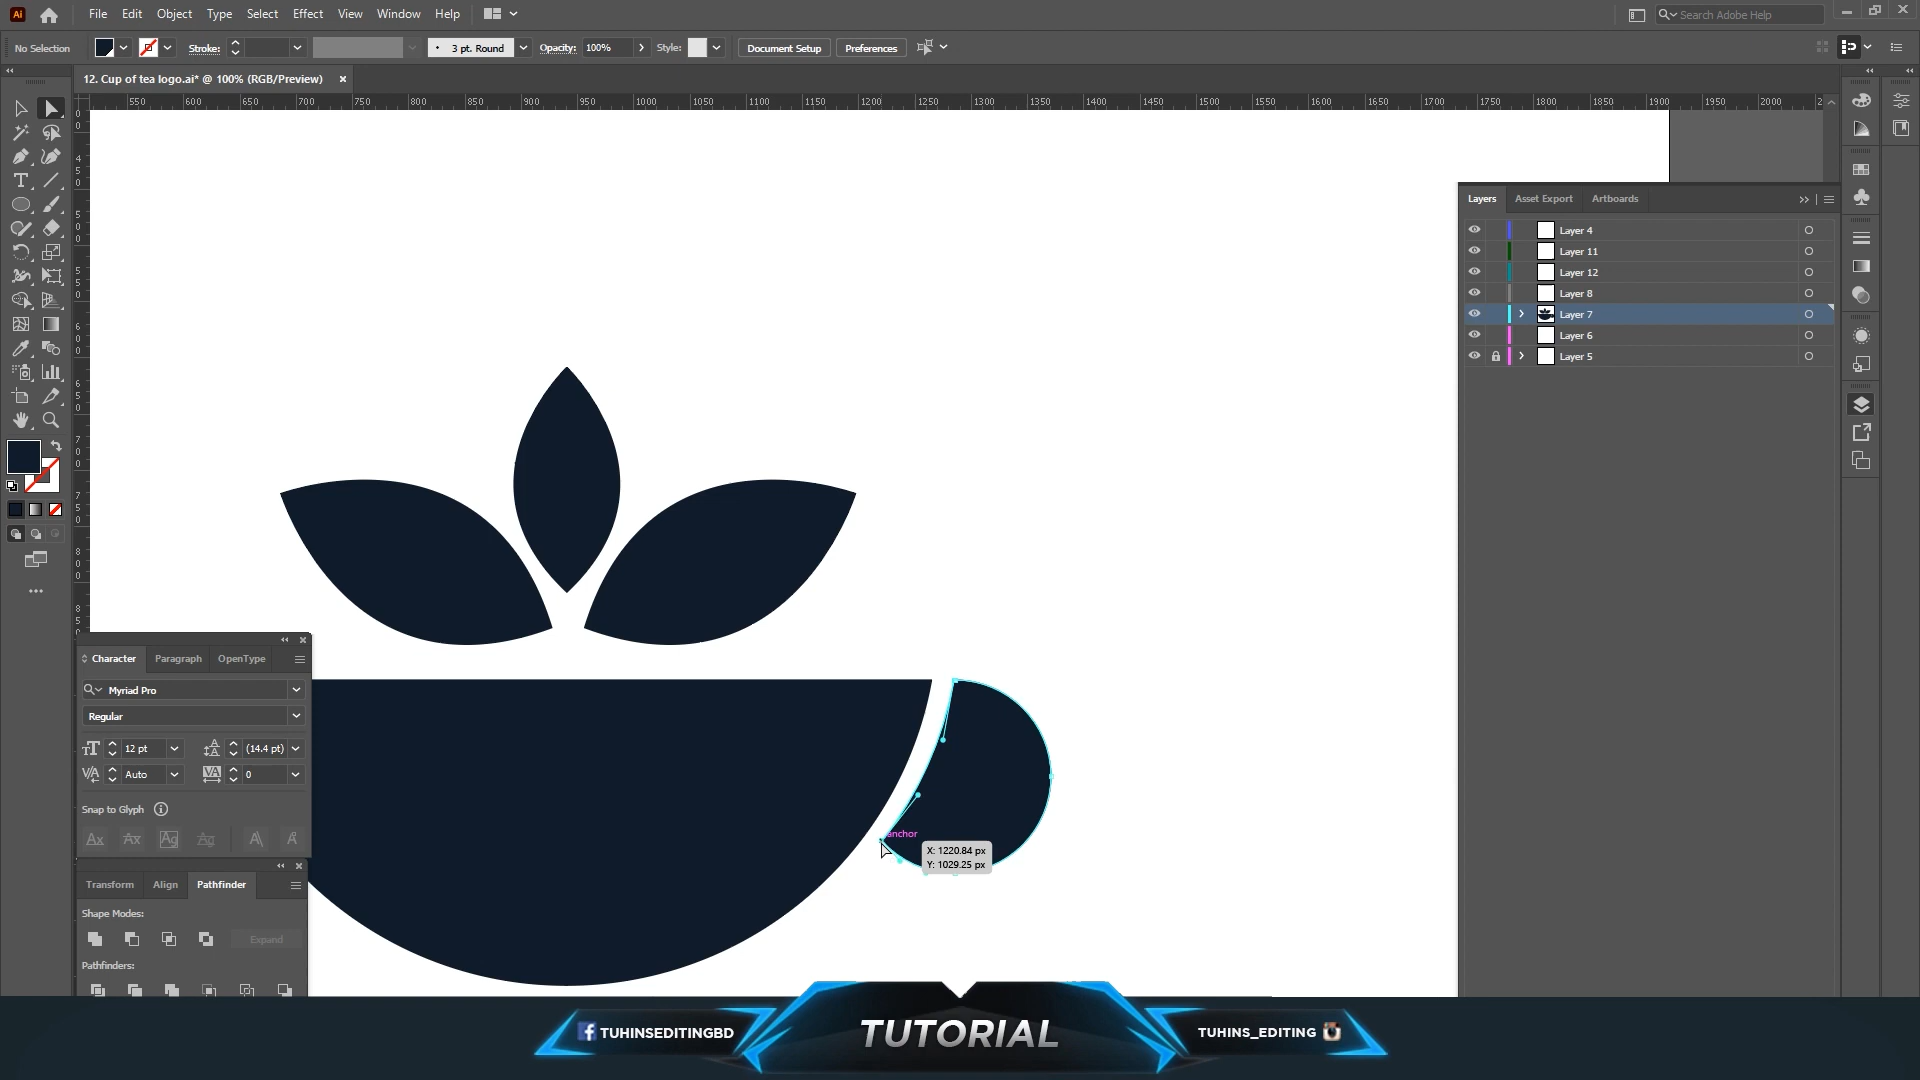 Ai File Edit Object Type Select Effect View Window Help Search Adobe Help
No Selection Stroke: 3 pt. Round Opacity: 100% Style: Document Setup Preferences
12. Cup of tea logo.ai* @ 100% (RGB/Preview)
550 600 650 700 750 800 850 900 950 1000 1050 1100 1150 1200 1250 1300 1350 1400 1450 1500 1550 1600 1650 1700 1750 1800 1850 1900 1950 2000 2
Layers Asset Export Artboards
Layer 4
Layer 11
Layer 12
Layer 8
Layer 7
Layer 6
Layer 5
Character Paragraph OpenType
Myriad Pro
Regular
12 pt (14.4 pt)
Auto 0
Snap to Glyph
anchor
X: 1220.84 px
Y: 1029.25 px
Transform Align Pathfinder
Shape Modes:
Expand
Pathfinders:
TUHINSEDITINGBD TUTORIAL TUHINS_EDITING